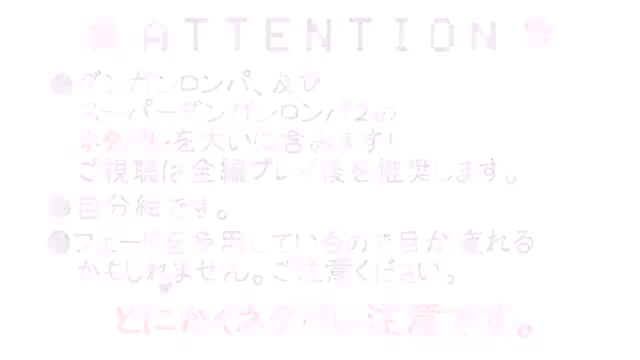 ATTENTION
●ダンガンロンパ、及び
スーパーダンガンロンパ2の
ネタバレを大いに含みます!
ご視聴は全編プレイ後を推奨します。
●自分絵です。
●フェードを多用しているので目が疲れる
かもしれません。ご注意ください。
とにかくネタバレ注意です。